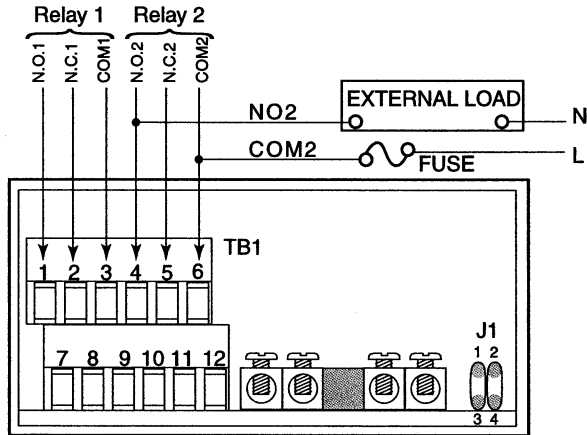 Relay 1 Relay 2
N.O.1 N.C.1 COM1 N.O.2 N.C.2 COM2
EXTERNAL LOAD
NO2 N
COM2 FUSE L
TB1
1 2 3 4 5 6
J1
1 2
7 8 9 10 11 12
3 4